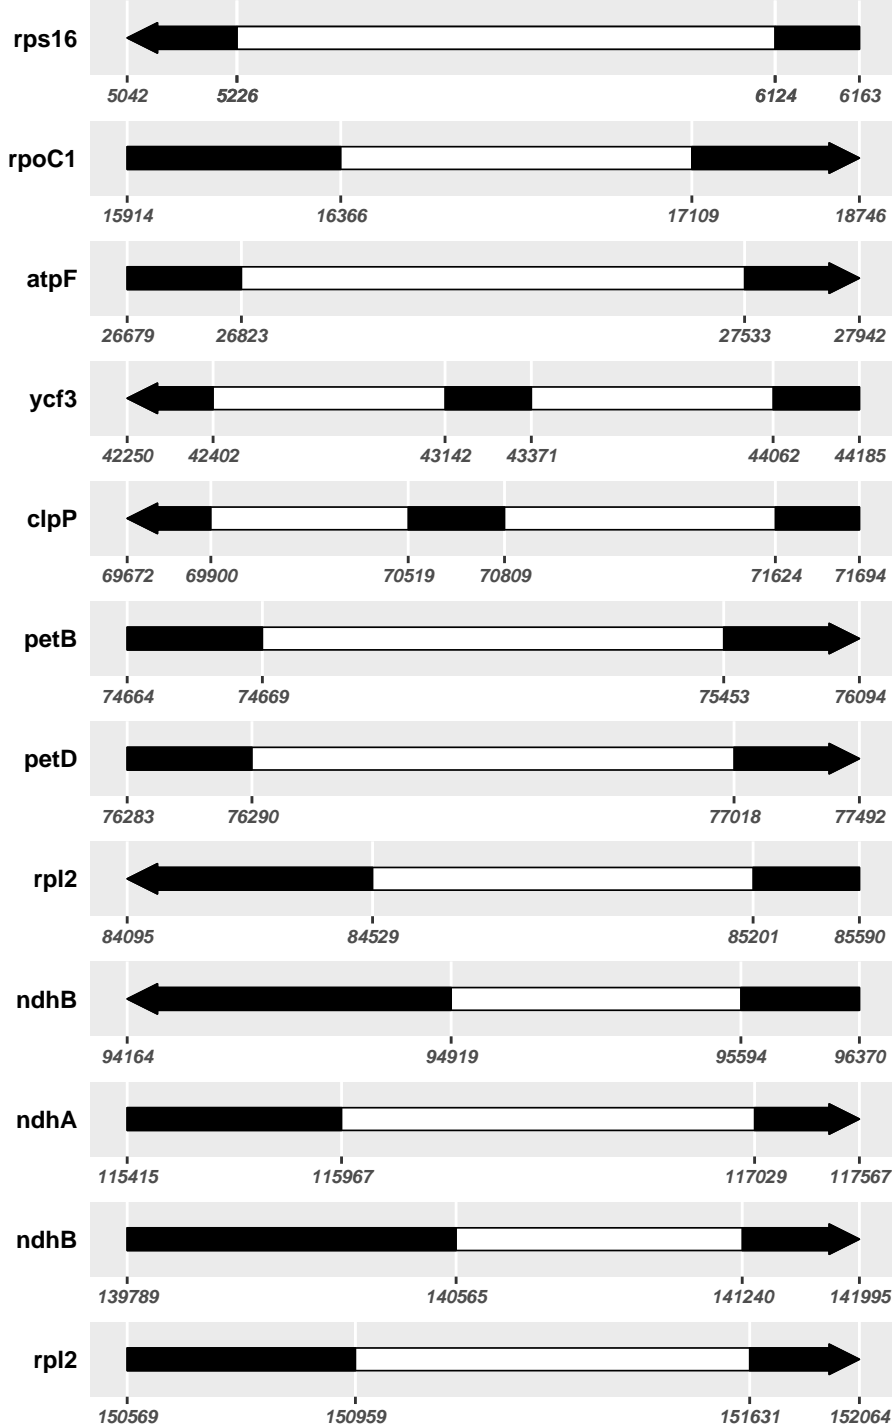 rps16
5042 5226 6124 6163
rpoC1
15914 16366 17109 18746
atpF
26679 26823 27533 27942
ycf3
42250 42402 43142 43371 44062 44185
clpP
69672 69900 70519 70809 71624 71694
petB
74664 74669 75453 76094
petD
76283 76290 77018 77492
rpl2
84095 84529 85201 85590
ndhB
94164 94919 95594 96370
ndhA
115415 115967 117029 117567
ndhB
139789 140565 141240 141995
rpl2
150569 150959 151631 152064